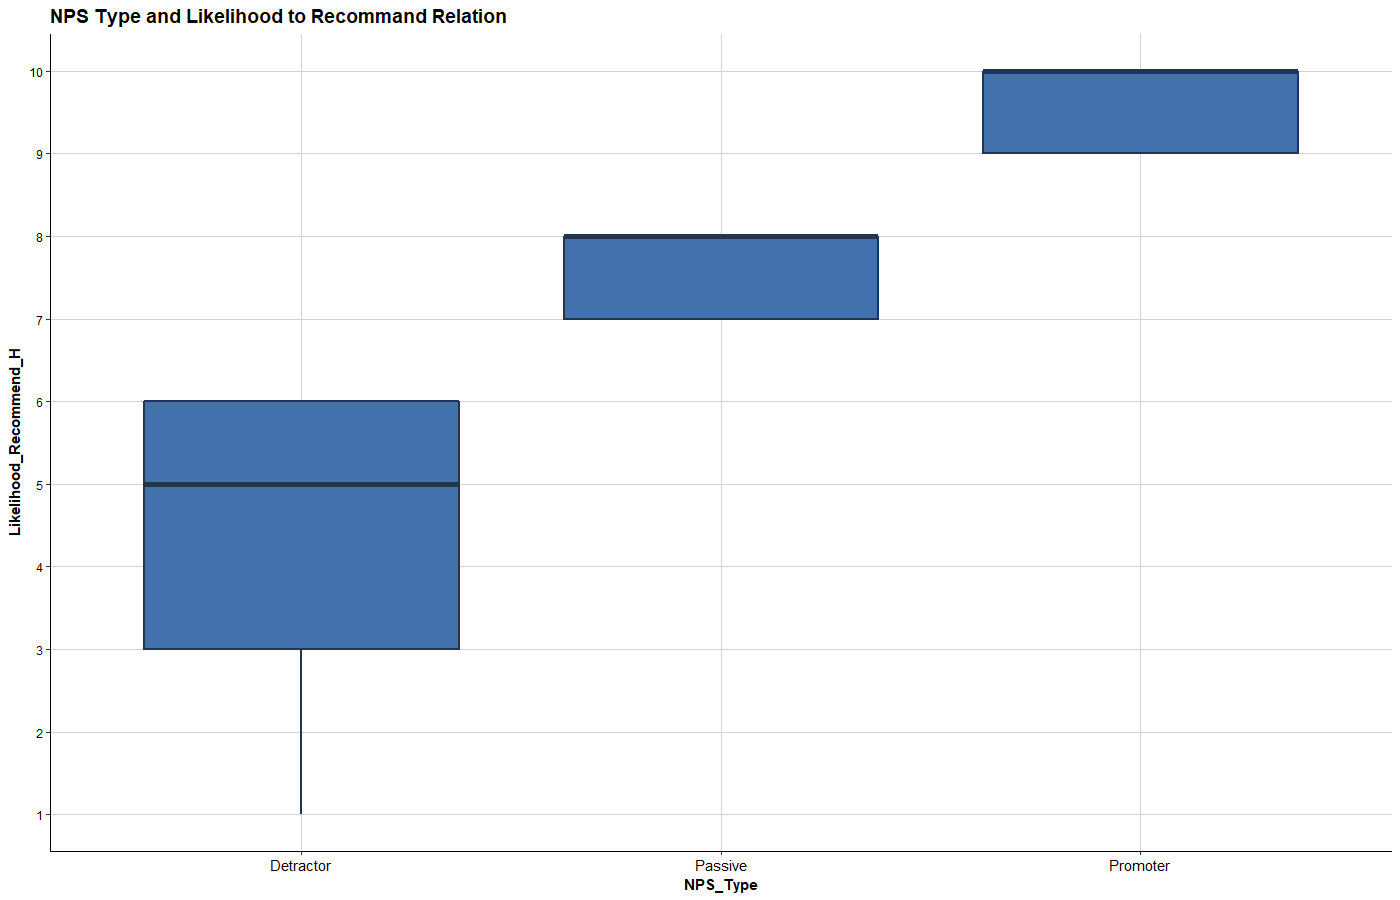 NPS Type and Likelihood to Recommand Relation
10
9
8
7
6
5
4
3
2
1
Likelihood_Recommend_H
Detractor Passive Promoter
NPS_Type